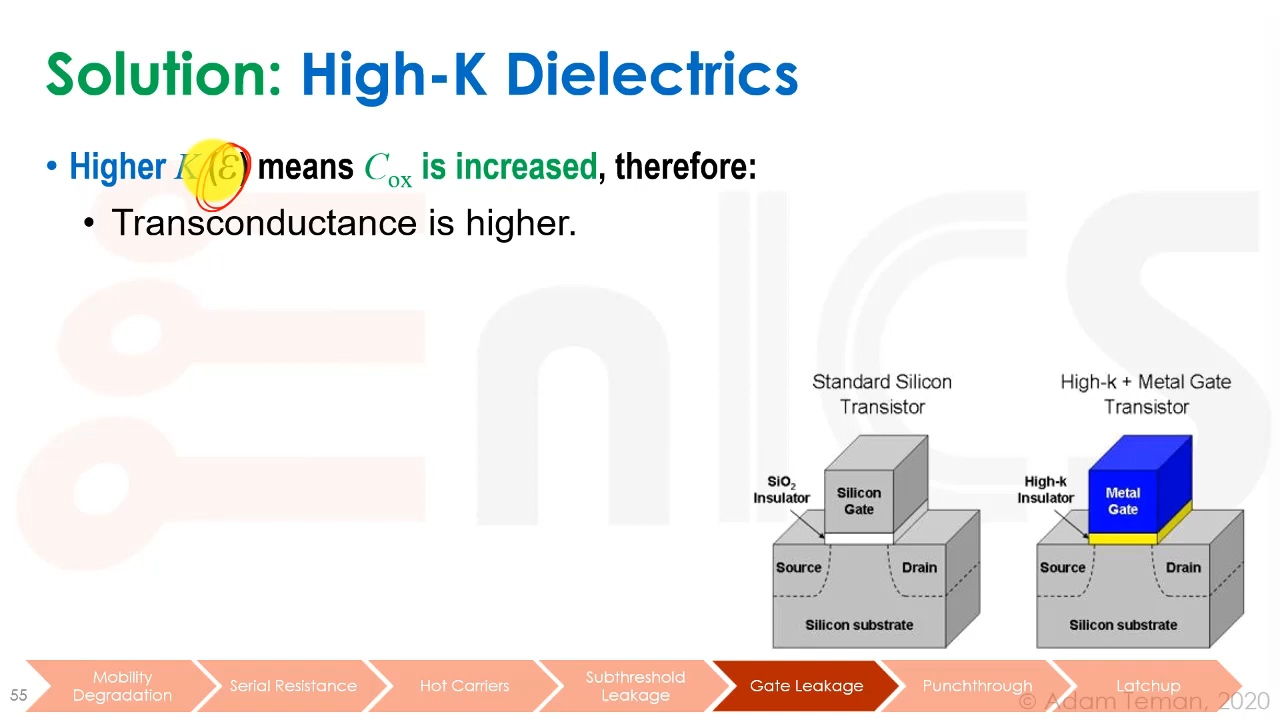 Solution: High-K Dielectrics
• Higher K (ε) means Cox is increased, therefore:
• Transconductance is higher.
Standard Silicon
Transistor
High-k + Metal Gate
Transistor
SiO2
Insulator
Silicon
Gate
Source
Drain
Silicon substrate
High-k
Insulator
Metal
Gate
Source
Drain
Silicon substrate
55
Mobility
Degradation
Serial Resistance
Hot Carriers
Subthreshold
Leakage
Gate Leakage
Punchthrough
Latchup
© Adam Teman, 2020
nICS